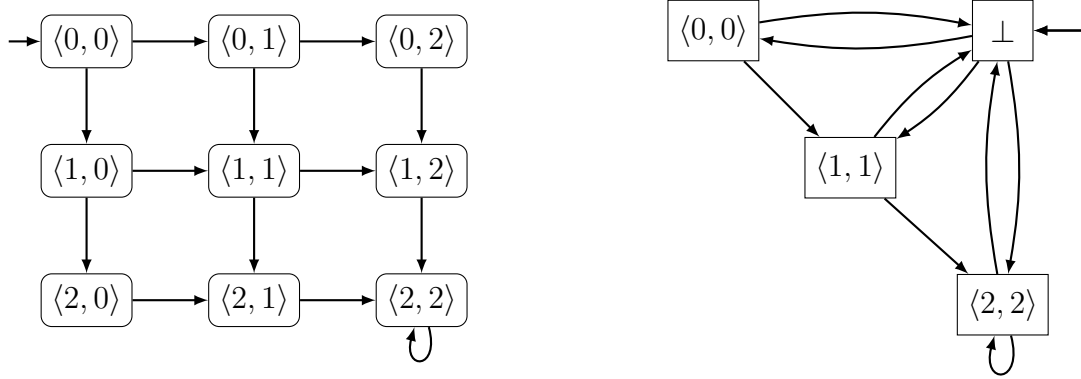 ⟨0, 0⟩ ⟨0, 1⟩ ⟨0, 2⟩
⟨1, 0⟩ ⟨1, 1⟩ ⟨1, 2⟩
⟨2, 0⟩ ⟨2, 1⟩ ⟨2, 2⟩
⟨0, 0⟩ ⊥
⟨1, 1⟩
⟨2, 2⟩